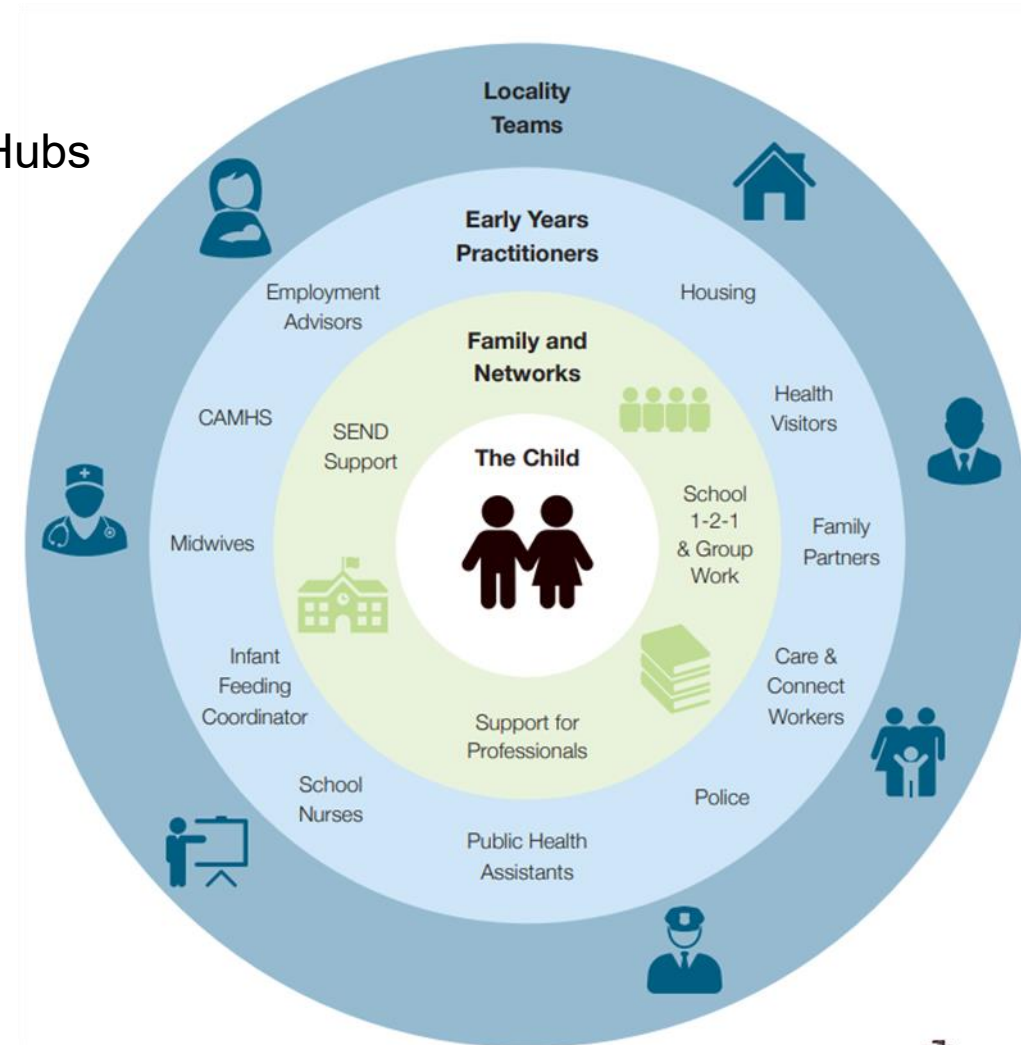 Hubs
Locality
Teams
Early Years
Practitioners
Employment
Advisors
Housing
Family and
Networks
CAMHS
Health
Visitors
SEND
Support
The Child
School
1-2-1
& Group
Work
Midwives
Family
Partners
Infant
Feeding
Coordinator
Care &
Connect
Workers
Support for
Professionals
School
Nurses
Police
Public Health
Assistants